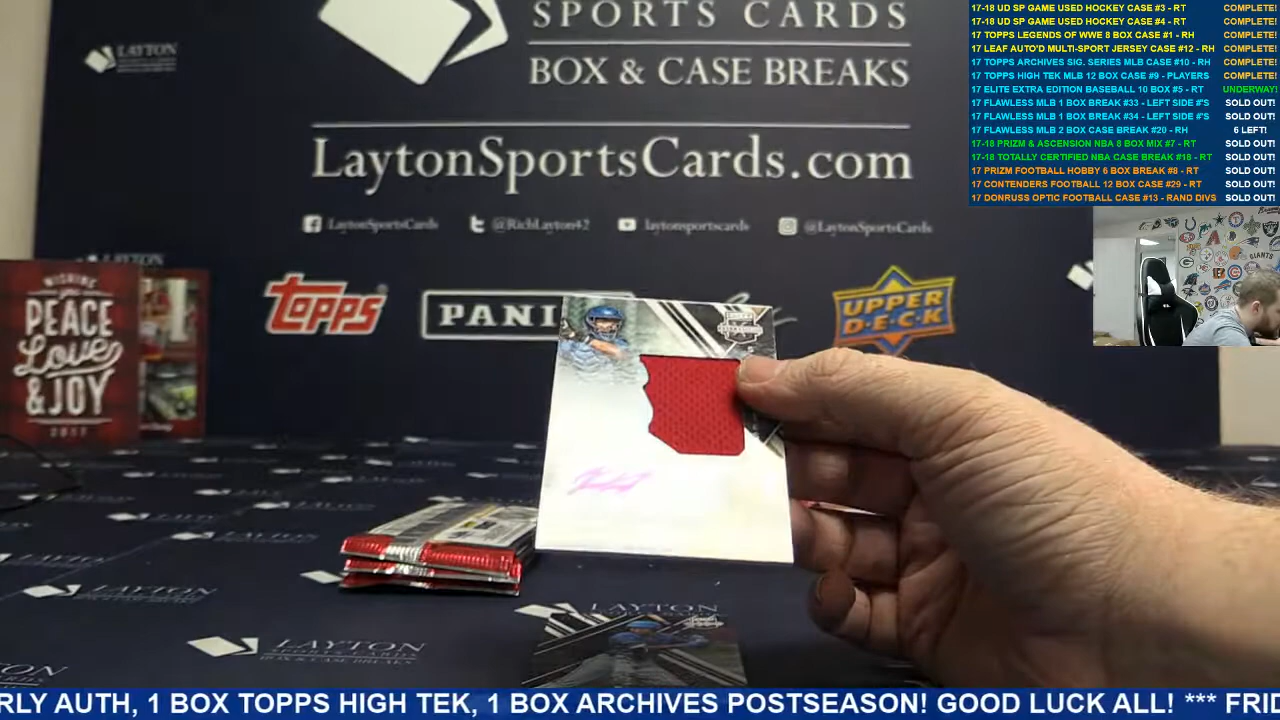 SPORTS CARDS
BOX & CASE BREAKS
LaytonSportsCards.com
LaytonSportsCards
@RichLayton42
laytonsportscards
@LaytonSportsCards
TOPPS
PANI
UPPER
DECK
LAYTON
WISHING
PEACE
Love
& JOY
2017
LAYTON
BOX & CASE BREAKS
LAYTON
17-18 UD SP GAME USED HOCKEY CASE #3 - RT COMPLETE!
17-18 UD SP GAME USED HOCKEY CASE #4 - RT COMPLETE!
17 TOPPS LEGENDS OF WWE 8 BOX CASE #1 - RH COMPLETE!
17 LEAF AUTO'D MULTI-SPORT JERSEY CASE #12 - RH COMPLETE!
17 TOPPS ARCHIVES SIG. SERIES MLB CASE #10 - RH COMPLETE!
17 TOPPS HIGH TEK MLB 12 BOX CASE #9 - PLAYERS COMPLETE!
17 ELITE EXTRA EDITION BASEBALL 10 BOX #5 - RT UNDERWAY!
17 FLAWLESS MLB 1 BOX BREAK #33 - LEFT SIDE #'S SOLD OUT!
17 FLAWLESS MLB 1 BOX BREAK #34 - LEFT SIDE #'S SOLD OUT!
17 FLAWLESS MLB 2 BOX CASE BREAK #20 - RH 6 LEFT!
17-18 PRIZM & ASCENSION NBA 8 BOX MIX #7 - RT SOLD OUT!
17-18 TOTALLY CERTIFIED NBA CASE BREAK #16 - RT SOLD OUT!
17 PRIZM FOOTBALL HOBBY 6 BOX BREAK #8 - RT SOLD OUT!
17 CONTENDERS FOOTBALL 12 BOX CASE #29 - RT SOLD OUT!
17 DONRUSS OPTIC FOOTBALL CASE #13 - RAND DIVS SOLD OUT!
RLY AUTH, 1 BOX TOPPS HIGH TEK, 1 BOX ARCHIVES POSTSEASON! GOOD LUCK ALL! *** FRID